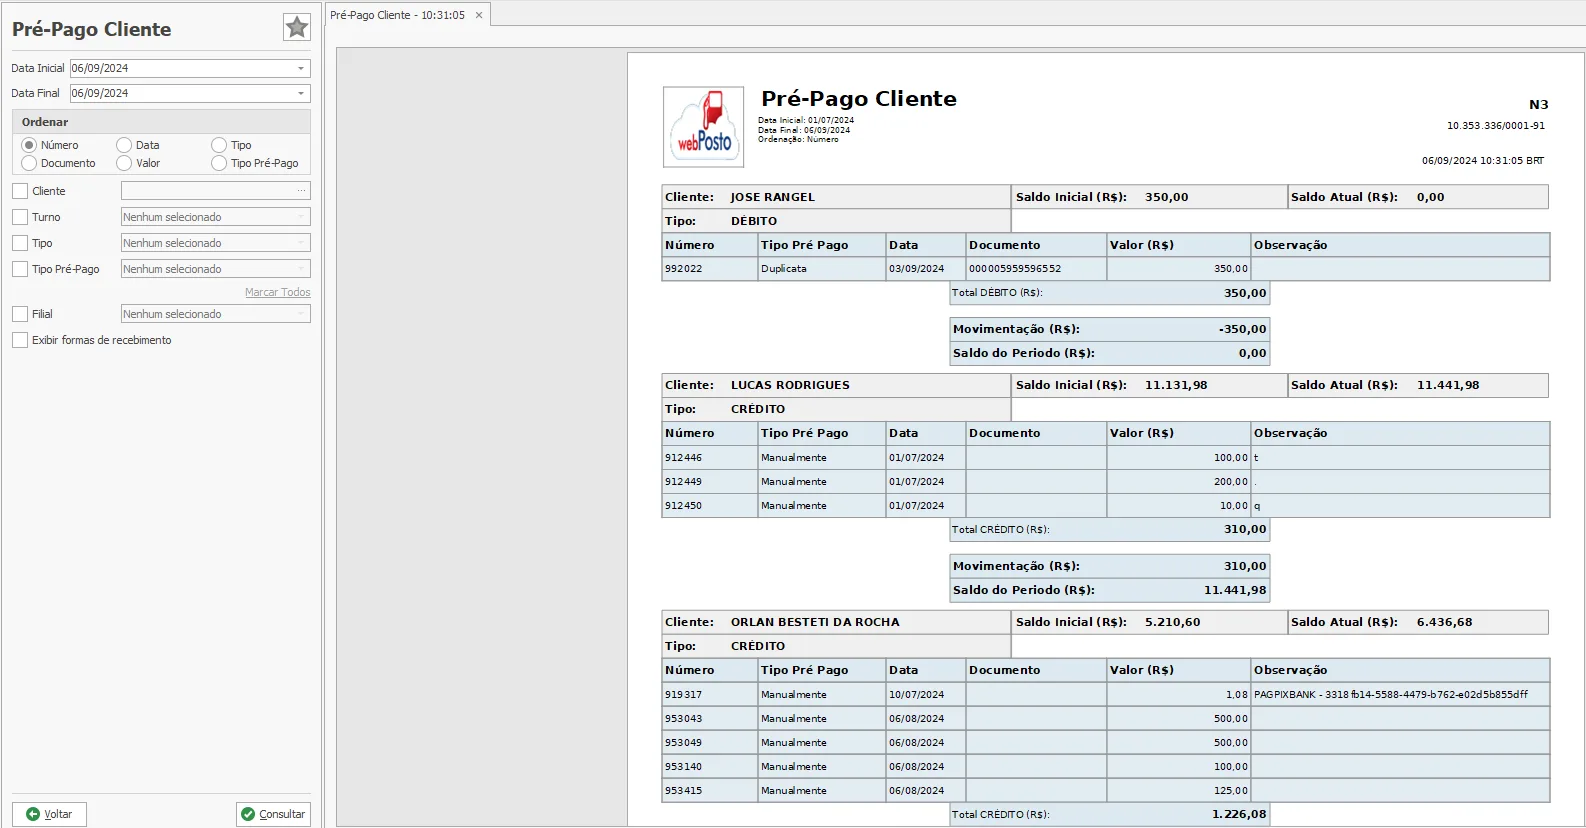 Pré-Pago Cliente
Data Inicial 06/09/2024
Data Final 06/09/2024
Ordenar
Número Data Tipo
Documento Valor Tipo Pré-Pago
Cliente ...
Turno Nenhum selecionado
Tipo Nenhum selecionado
Tipo Pré-Pago Nenhum selecionado
Marcar Todos
Filial Nenhum selecionado
Exibir formas de recebimento
Voltar Consultar
Pré-Pago Cliente - 10:31:05 ×
webPosto
Pré-Pago Cliente
Data Inicial: 01/07/2024
Data Final: 06/09/2024
Ordenação: Número
N3
10.353.336/0001-91
06/09/2024 10:31:05 BRT
Cliente: JOSE RANGEL Saldo Inicial (R$): 350,00 Saldo Atual (R$): 0,00
Tipo: DÉBITO
Número Tipo Pré Pago Data Documento Valor (R$) Observação
992022 Duplicata 03/09/2024 000005959596552 350,00
Total DÉBITO (R$): 350,00
Movimentação (R$): -350,00
Saldo do Periodo (R$): 0,00
Cliente: LUCAS RODRIGUES Saldo Inicial (R$): 11.131,98 Saldo Atual (R$): 11.441,98
Tipo: CRÉDITO
Número Tipo Pré Pago Data Documento Valor (R$) Observação
912446 Manualmente 01/07/2024 100,00 t
912449 Manualmente 01/07/2024 200,00 .
912450 Manualmente 01/07/2024 10,00 q
Total CRÉDITO (R$): 310,00
Movimentação (R$): 310,00
Saldo do Periodo (R$): 11.441,98
Cliente: ORLAN BESTETI DA ROCHA Saldo Inicial (R$): 5.210,60 Saldo Atual (R$): 6.436,68
Tipo: CRÉDITO
Número Tipo Pré Pago Data Documento Valor (R$) Observação
919317 Manualmente 10/07/2024 1,08 PAGPIXBANK - 3318fb14-5588-4479-b762-e02d5b855dff
953043 Manualmente 06/08/2024 500,00
953049 Manualmente 06/08/2024 500,00
953140 Manualmente 06/08/2024 100,00
953415 Manualmente 06/08/2024 125,00
Total CRÉDITO (R$): 1.226,08